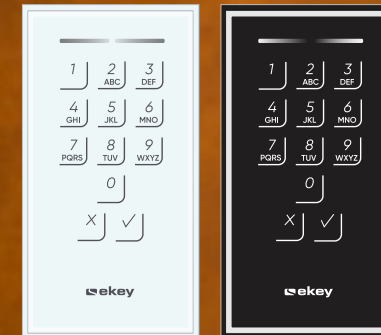 1 2 3
ABC DEF
4 5 6
GHI JKL MNO
7 8 9
PQRS TUV WXYZ
0
X ✓
ekey
1 2 3
ABC DEF
4 5 6
GHI JKL MNO
7 8 9
PQRS TUV WXYZ
0
X ✓
ekey